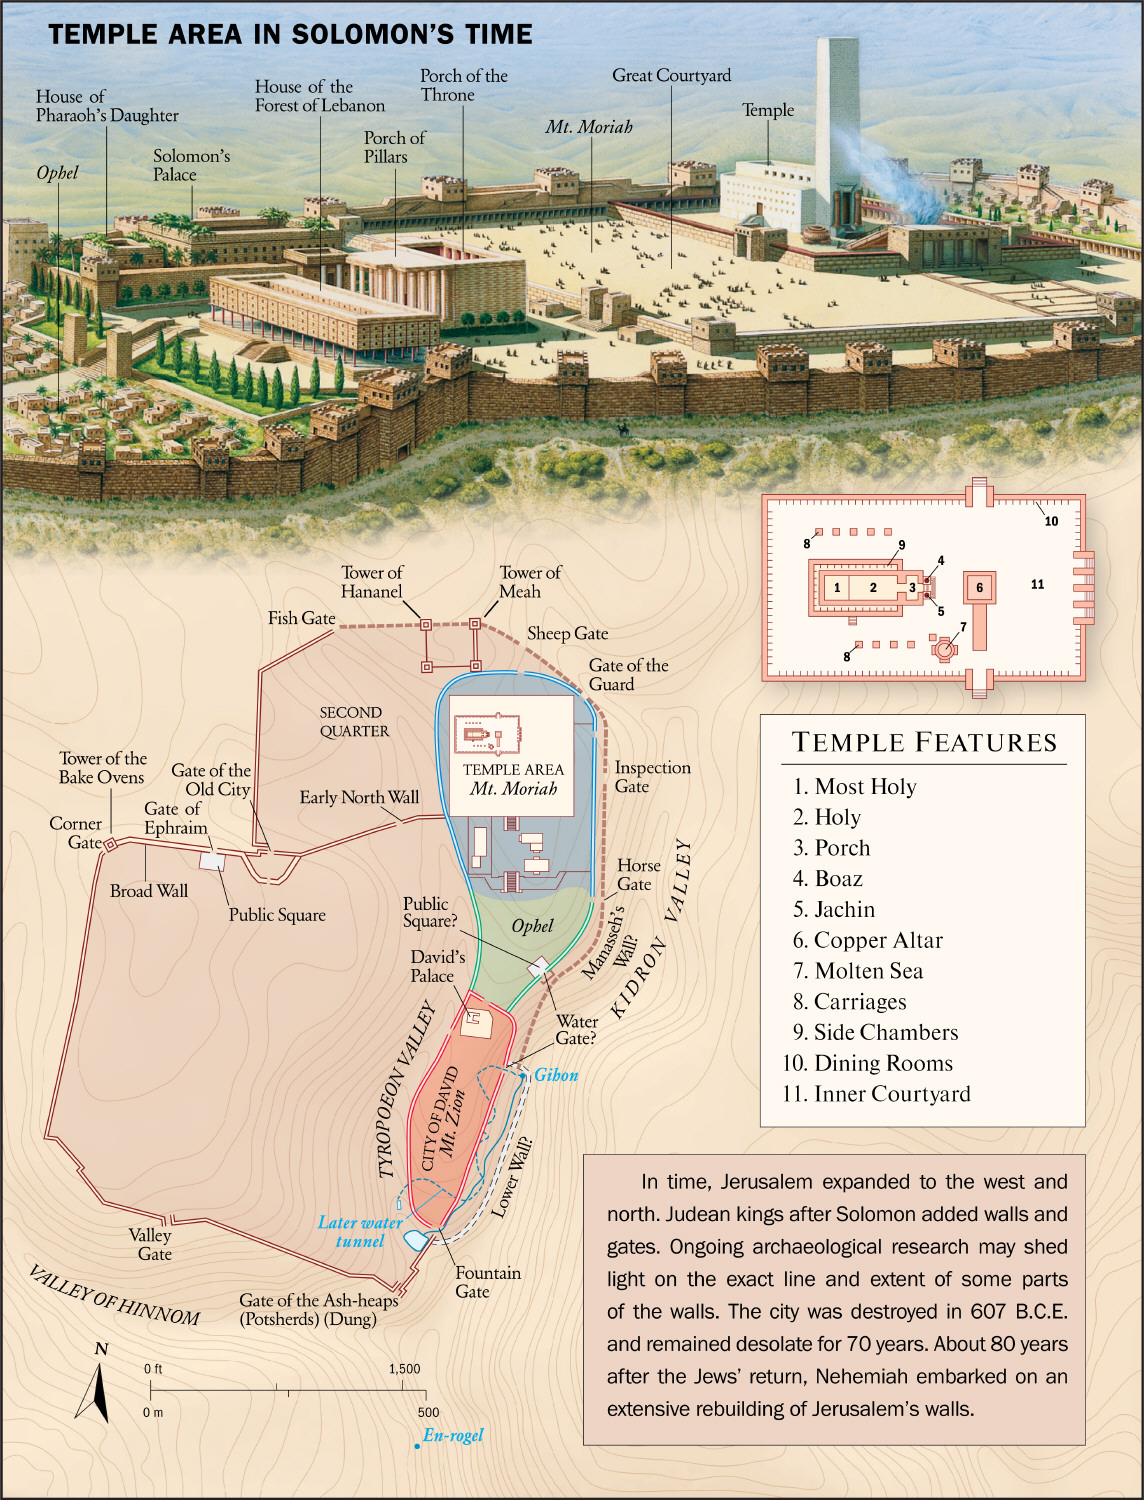 TEMPLE AREA IN SOLOMON'S TIME
House of
Pharaoh's Daughter
Ophel
Solomon's
Palace
House of the
Forest of Lebanon
Porch of
Pillars
Porch of the
Throne
Mt. Moriah
Great Courtyard
Temple
10
8
9
4
1
2
3
6
11
5
7
8
Tower of
Hananel
Tower of
Meah
Fish Gate
Sheep Gate
Gate of the
Guard
SECOND
QUARTER
TEMPLE AREA
Mt. Moriah
Inspection
Gate
Tower of the
Bake Ovens
Gate of the
Old City
Gate of
Ephraim
Corner
Gate
Early North Wall
Broad Wall
Public Square
Horse
Gate
Public
Square?
Ophel
David's
Palace
Manasseh's
Wall?
KIDRON VALLEY
Water
Gate?
TYROPOEON VALLEY
CITY OF DAVID
Mt. Zion
Gihon
Lower Wall?
Later water
tunnel
Valley
Gate
Fountain
Gate
VALLEY OF HINNOM
Gate of the Ash-heaps
(Potsherds) (Dung)
N
0 ft
1,500
0 m
500
En-rogel
TEMPLE FEATURES
1. Most Holy
2. Holy
3. Porch
4. Boaz
5. Jachin
6. Copper Altar
7. Molten Sea
8. Carriages
9. Side Chambers
10. Dining Rooms
11. Inner Courtyard
In time, Jerusalem expanded to the west and
north. Judean kings after Solomon added walls and
gates. Ongoing archaeological research may shed
light on the exact line and extent of some parts
of the walls. The city was destroyed in 607 B.C.E.
and remained desolate for 70 years. About 80 years
after the Jews' return, Nehemiah embarked on an
extensive rebuilding of Jerusalem's walls.